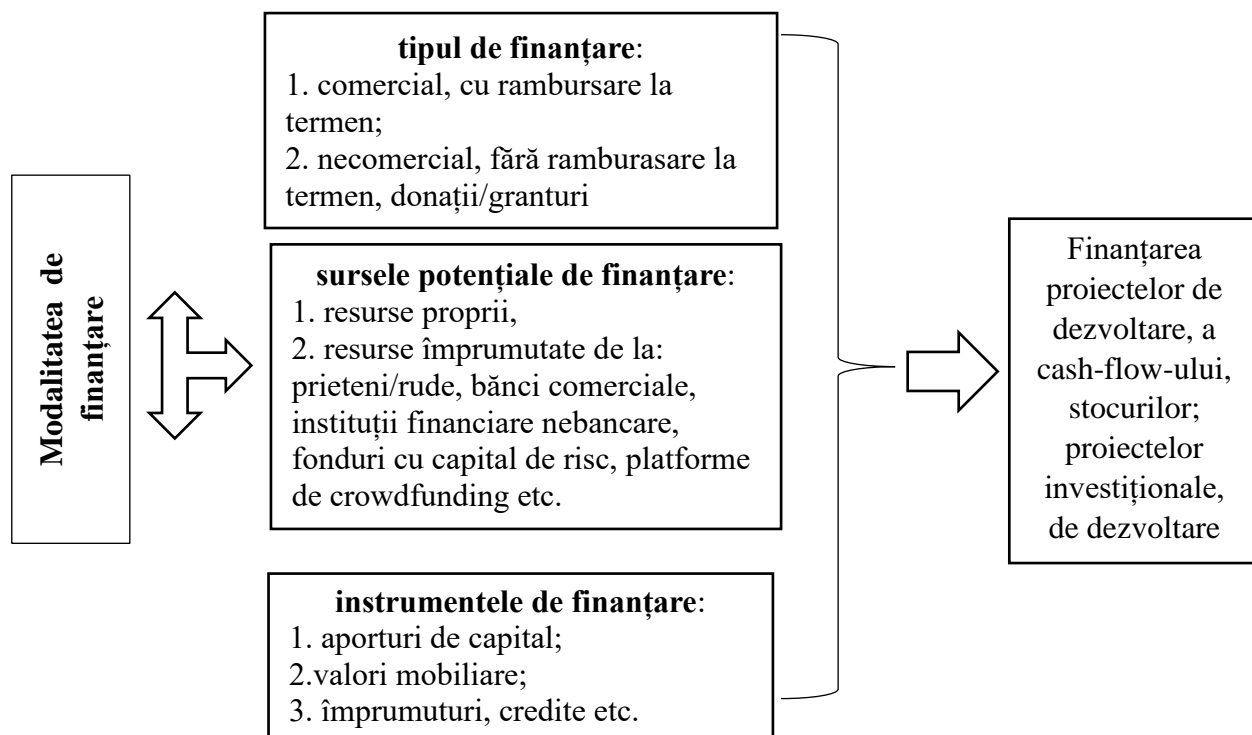 Modalitatea de
finanțare
tipul de finanțare:
1. comercial, cu rambursare la
termen;
2. necomercial, fără ramburasare la
termen, donații/granturi
sursele potențiale de finanțare:
1. resurse proprii,
2. resurse împrumutate de la:
prieteni/rude, bănci comerciale,
instituții financiare nebancare,
fonduri cu capital de risc, platforme
de crowdfunding etc.
instrumentele de finanțare:
1. aporturi de capital;
2.valori mobiliare;
3. împrumuturi, credite etc.
Finanțarea
proiectelor de
dezvoltare, a
cash-flow-ului,
stocurilor;
proiectelor
investiționale,
de dezvoltare